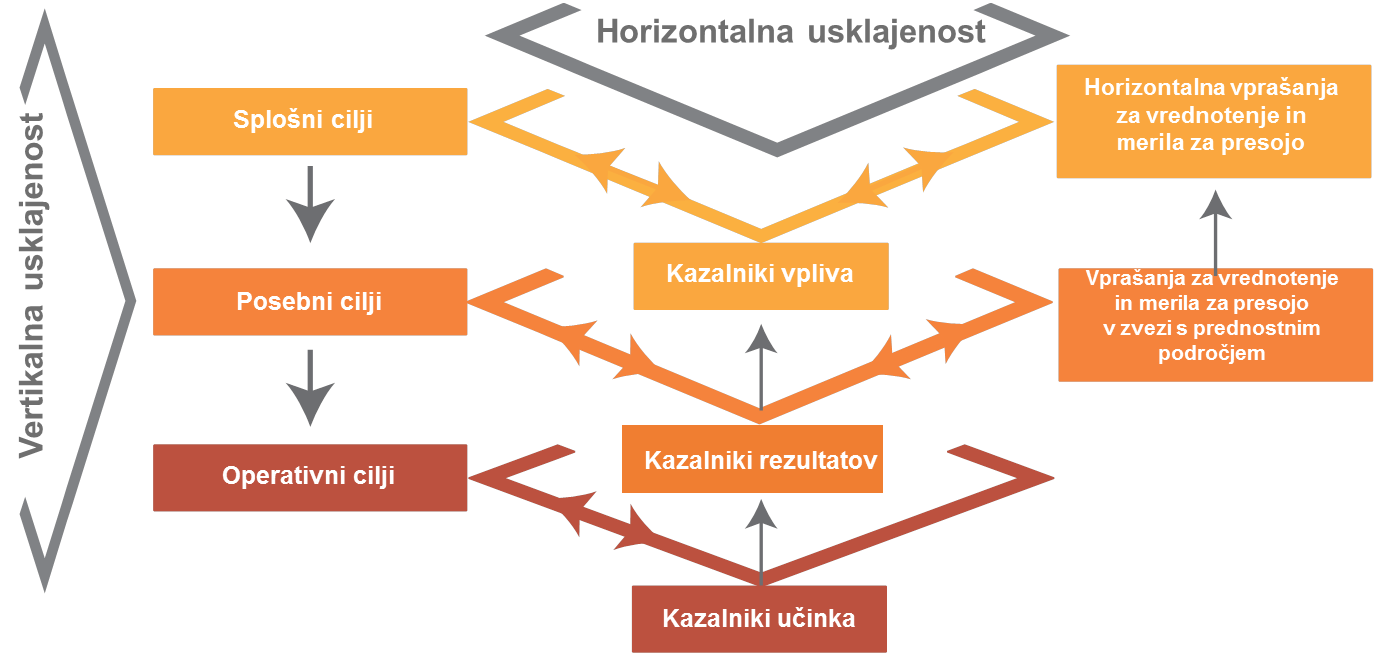 Horizontalna usklajenost
Vertikalna usklajenost
Splošni cilji
Horizontalna vprašanja
za vrednotenje in
merila za presojo
Kazalniki vpliva
Posebni cilji
Vprašanja za vrednotenje
in merila za presojo
v zvezi s prednostnim
področjem
Kazalniki rezultatov
Operativni cilji
Kazalniki učinka